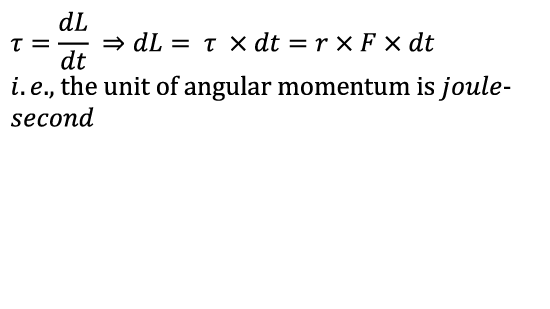 τ = dL/dt ⇒ dL = τ × dt = r × F × dt
i. e., the unit of angular momentum is joule-
second